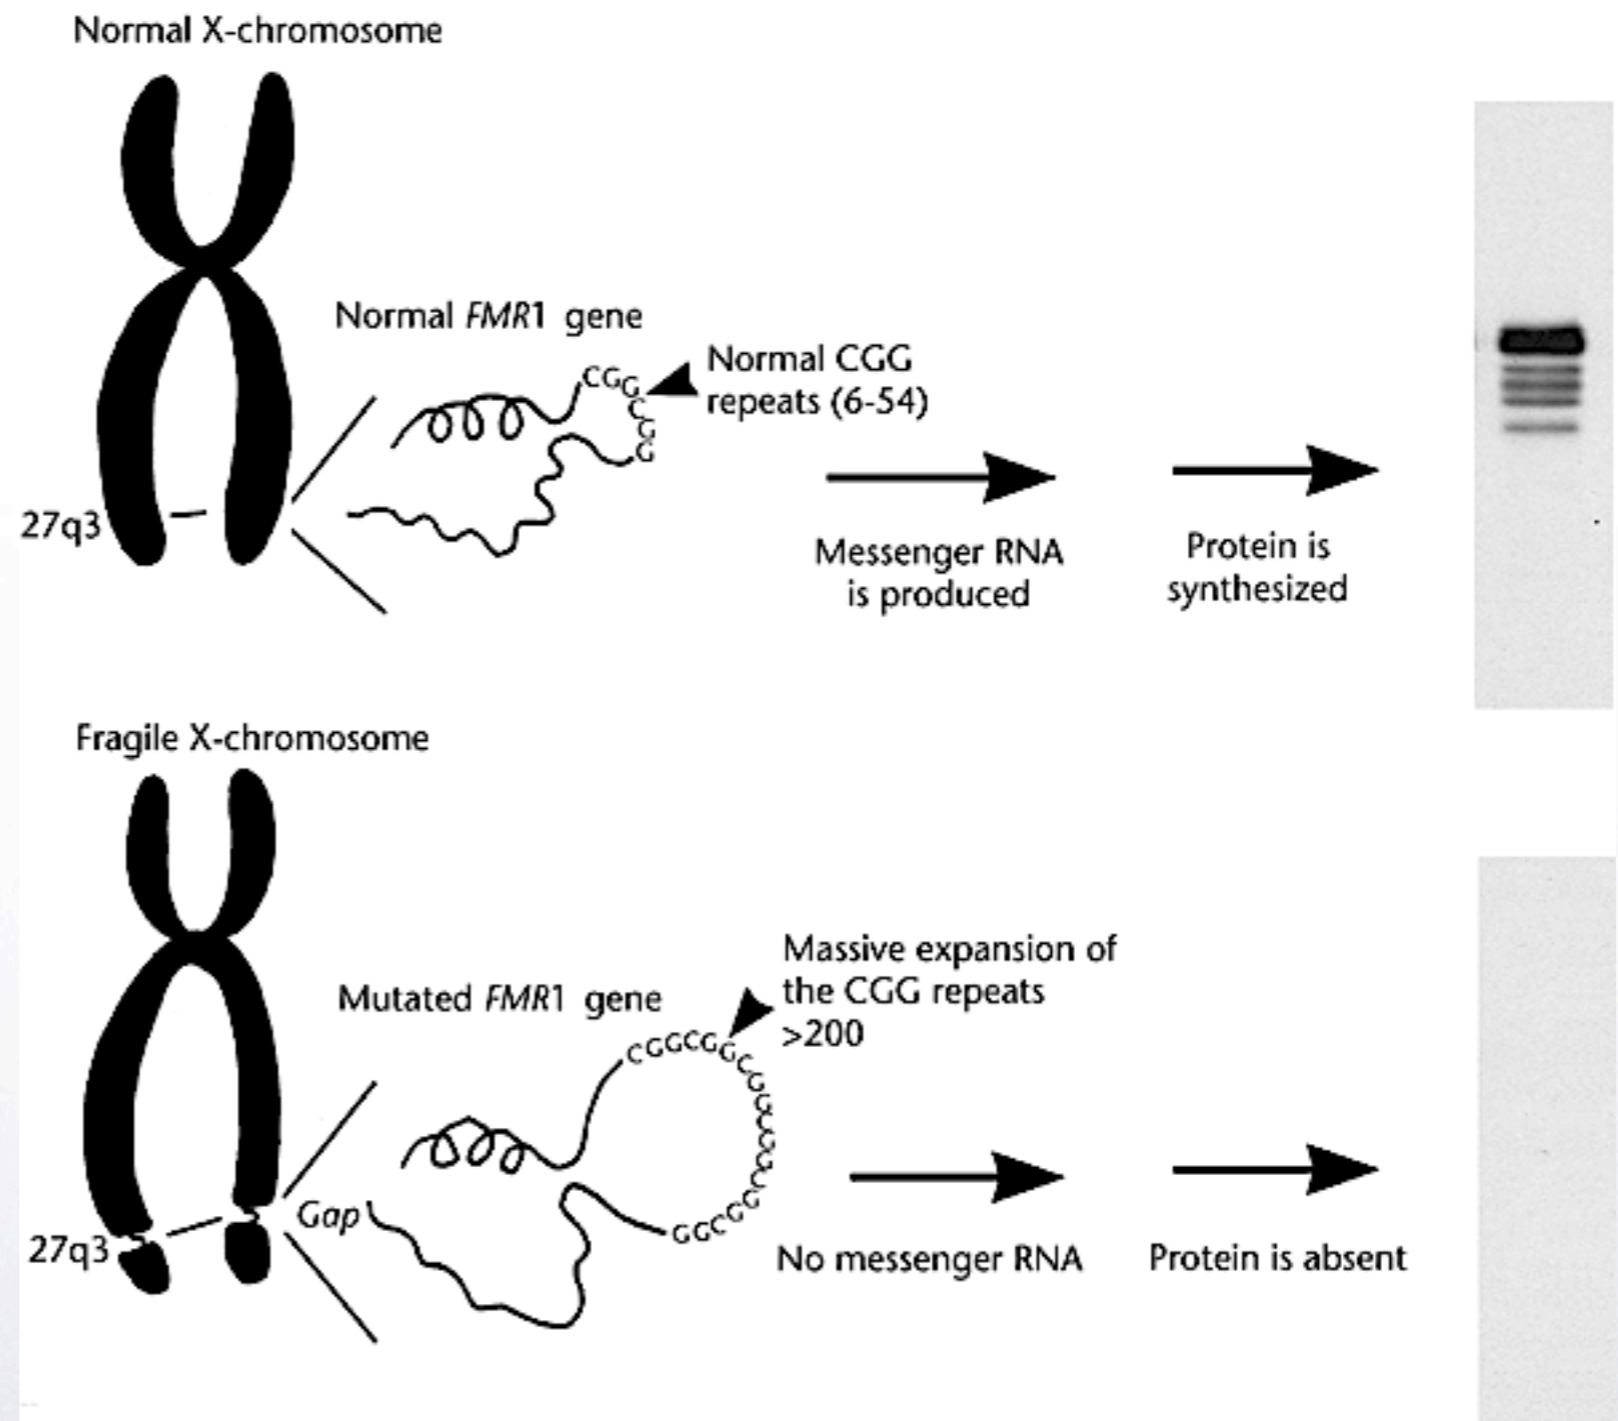 Normal X-chromosome
Normal FMR1 gene
CGGCGG
Normal CGG
repeats (6-54)
27q3
Messenger RNA
is produced
Protein is
synthesized
Fragile X-chromosome
Massive expansion of
the CGG repeats
>200
Mutated FMR1 gene
CGGCGGCG
GGCGG
Gap
27q3
No messenger RNA
Protein is absent